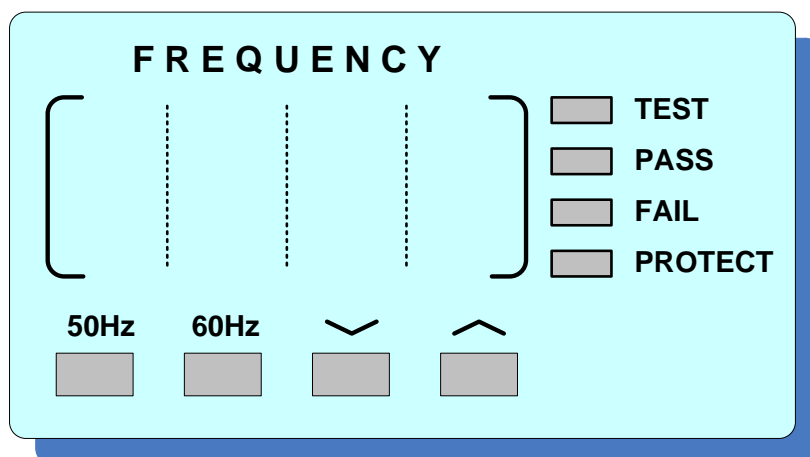 FREQUENCY
TEST
PASS
FAIL
PROTECT
50Hz 60Hz